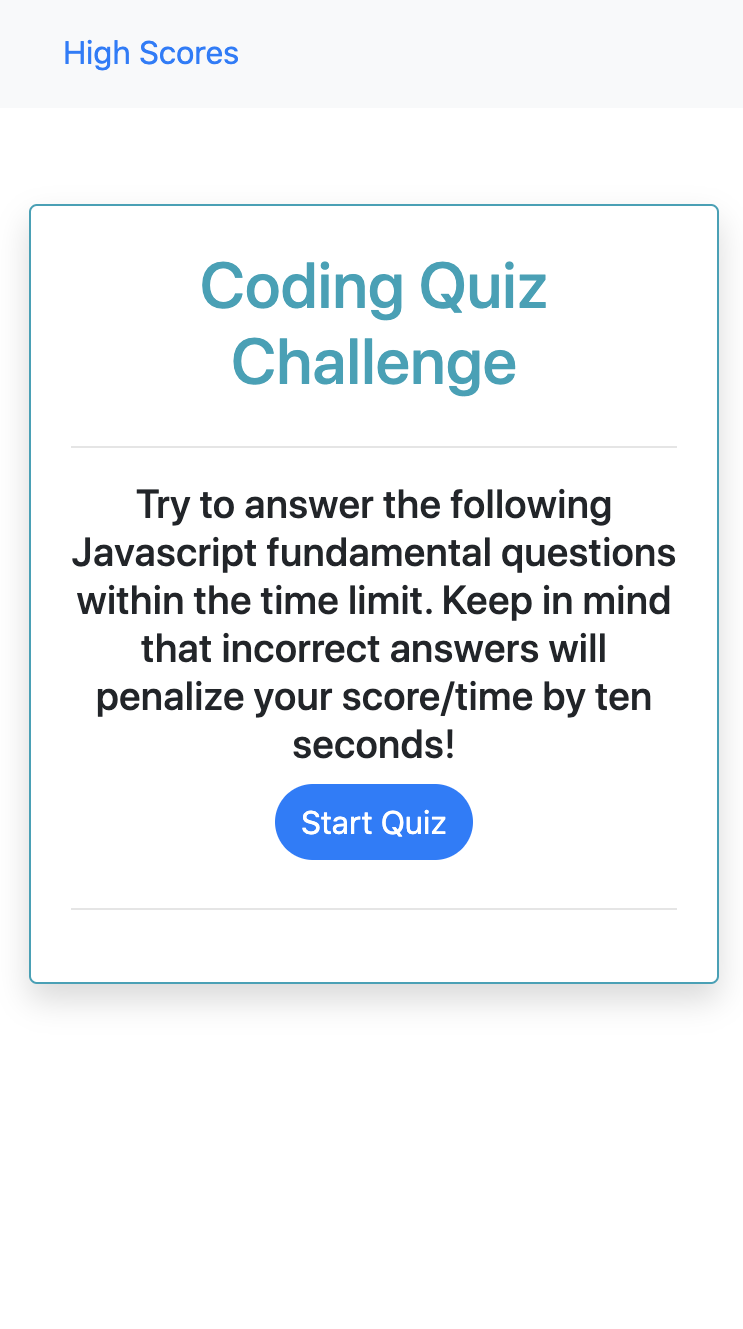 High Scores
Coding Quiz
Challenge
Try to answer the following
Javascript fundamental questions
within the time limit. Keep in mind
that incorrect answers will
penalize your score/time by ten
seconds!
Start Quiz